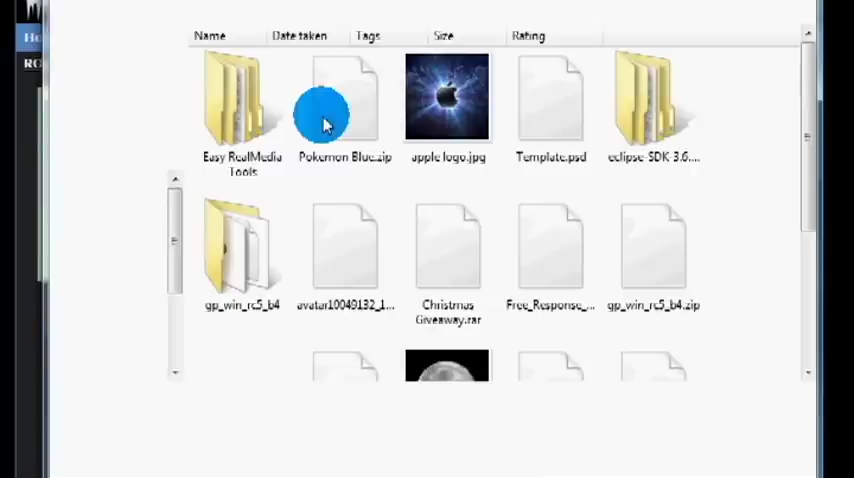 Name Date taken Tags Size Rating
Easy RealMedia Tools
Pokemon Blue.zip
apple logo.jpg
Template.psd
eclipse-SDK-3.6....
gp_win_rc5_b4
avatar10049132_1...
Christmas Giveaway.rar
Free_Response_...
gp_win_rc5_b4.zip